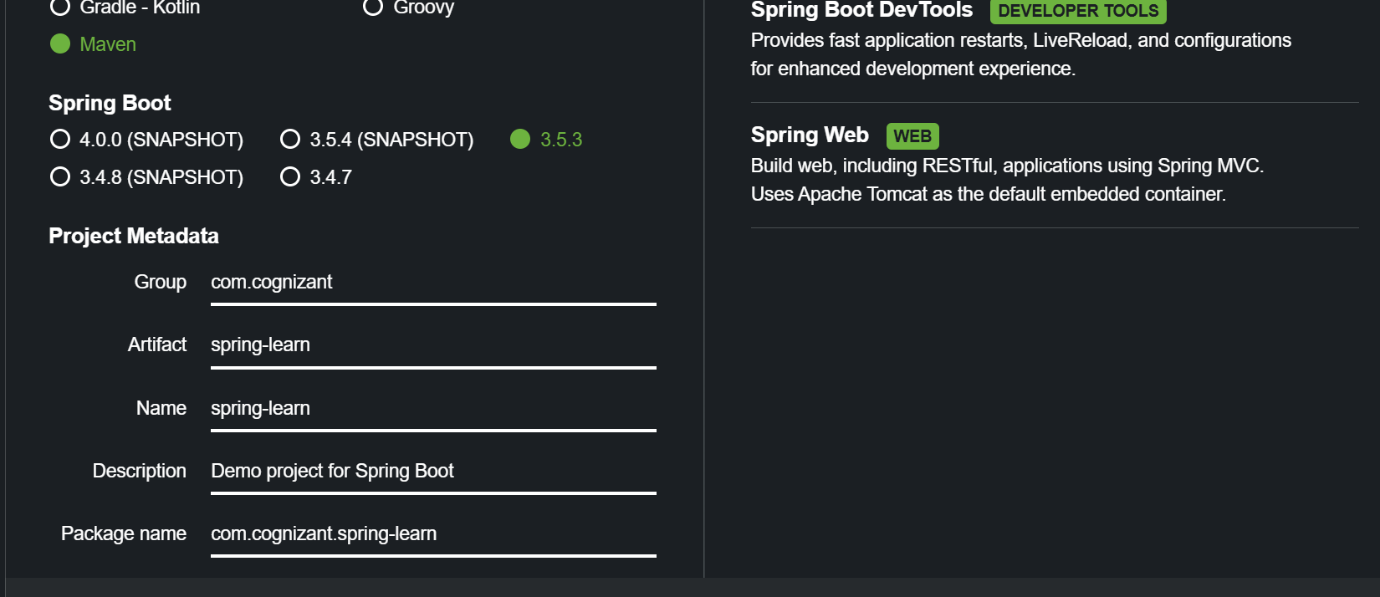 Gradle - Kotlin
Groovy
Maven
Spring Boot
4.0.0 (SNAPSHOT)
3.5.4 (SNAPSHOT)
3.5.3
3.4.8 (SNAPSHOT)
3.4.7
Project Metadata
Group
com.cognizant
Artifact
spring-learn
Name
spring-learn
Description
Demo project for Spring Boot
Package name
com.cognizant.spring-learn
Spring Boot DevTools
DEVELOPER TOOLS
Provides fast application restarts, LiveReload, and configurations
for enhanced development experience.
Spring Web
WEB
Build web, including RESTful, applications using Spring MVC.
Uses Apache Tomcat as the default embedded container.